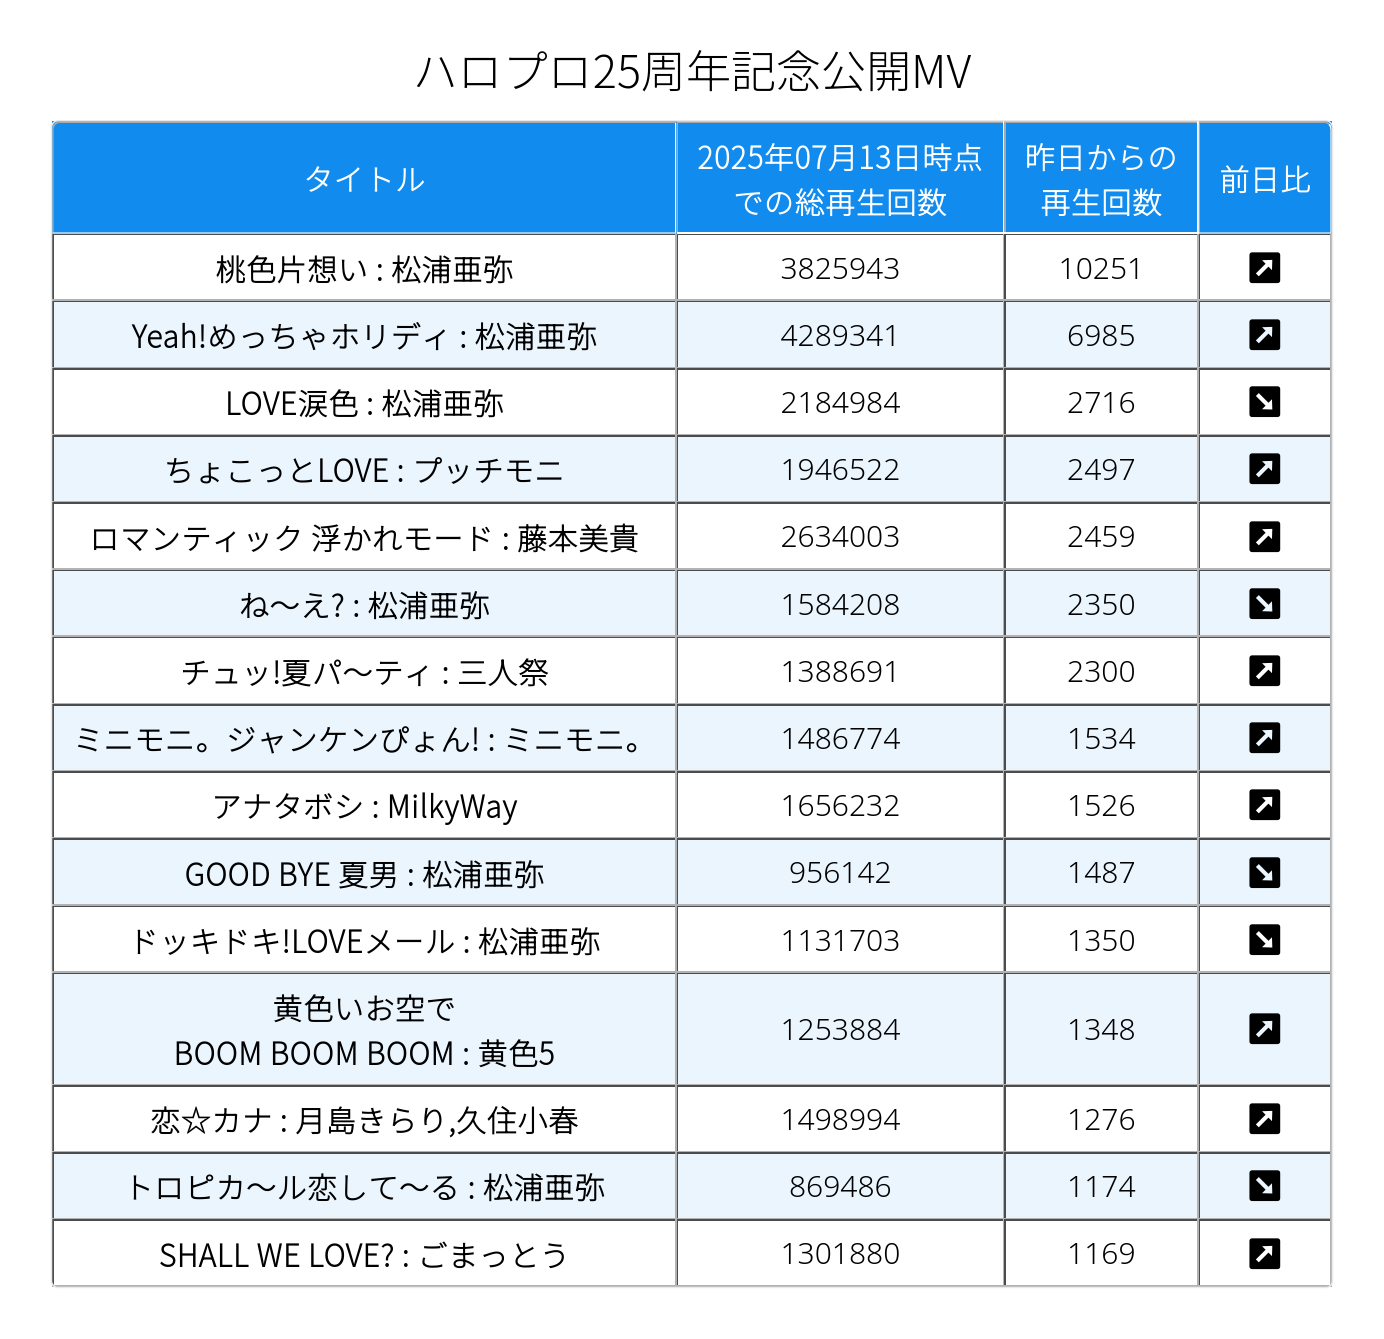 ハロプロ25周年記念公開MV
タイトル 2025年07月13日時点 での総再生回数 昨日からの 再生回数 前日比
桃色片想い : 松浦亜弥 3825943 10251 ↗
Yeah!めっちゃホリディ : 松浦亜弥 4289341 6985 ↗
LOVE涙色 : 松浦亜弥 2184984 2716 ↘
ちょこっとLOVE : プッチモニ 1946522 2497 ↗
ロマンティック 浮かれモード : 藤本美貴 2634003 2459 ↗
ね～え? : 松浦亜弥 1584208 2350 ↘
チュッ!夏パ～ティ : 三人祭 1388691 2300 ↗
ミニモニ。ジャンケンぴょん! : ミニモニ。 1486774 1534 ↗
アナタボシ : MilkyWay 1656232 1526 ↗
GOOD BYE 夏男 : 松浦亜弥 956142 1487 ↘
ドッキドキ!LOVEメール : 松浦亜弥 1131703 1350 ↘
黄色いお空で
BOOM BOOM BOOM : 黄色5 1253884 1348 ↗
恋☆カナ : 月島きらり,久住小春 1498994 1276 ↗
トロピカ～ル恋して～る : 松浦亜弥 869486 1174 ↘
SHALL WE LOVE? : ごまっとう 1301880 1169 ↗